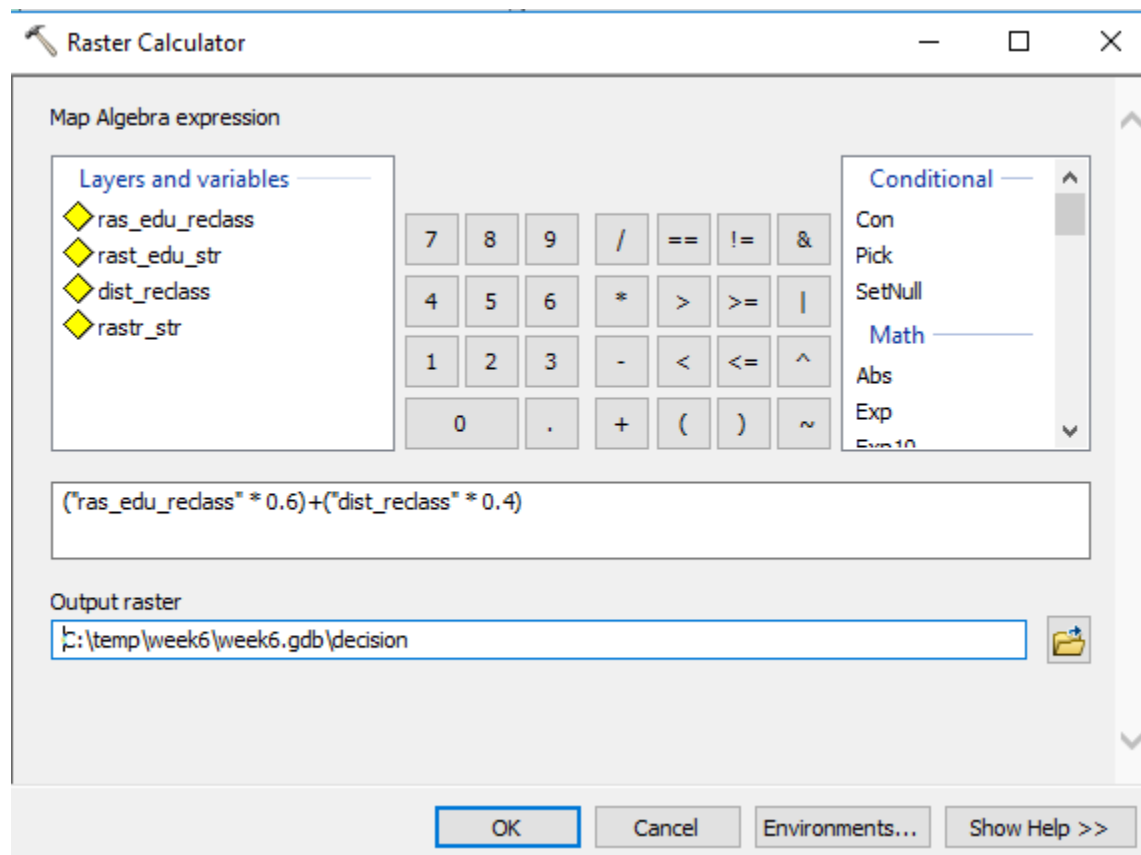 Raster Calculator
Map Algebra expression
Layers and variables
ras_edu_reclass
rast_edu_str
dist_reclass
rastr_str
7 8 9 / == != &
4 5 6 * > >= |
1 2 3 - < <= ^
0 . + ( ) ~
Conditional
Con
Pick
SetNull
Math
Abs
Exp
Exp10
("ras_edu_reclass" * 0.6)+("dist_reclass" * 0.4)
Output raster
C:\temp\week6\week6.gdb\decision
OK Cancel Environments... Show Help >>